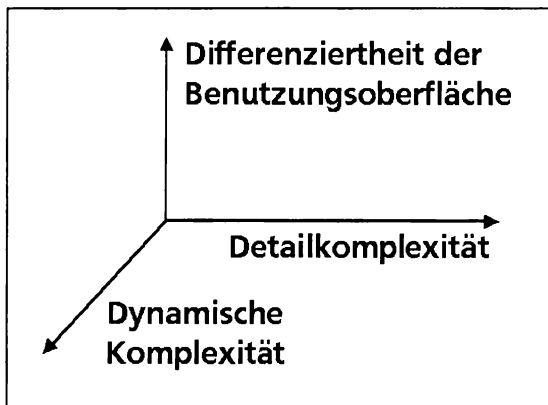 Differenziertheit der
Benutzungsoberfläche
Detailkomplexität
Dynamische
Komplexität